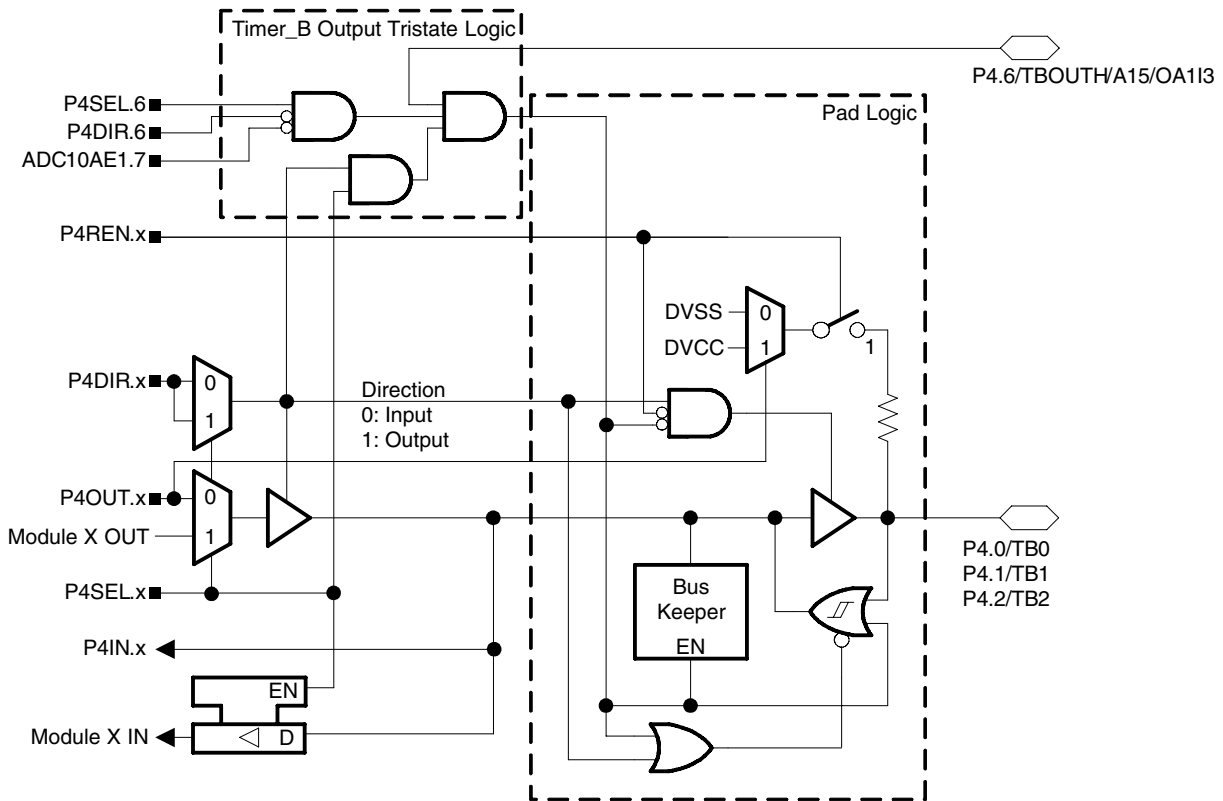 Timer_B Output Tristate Logic
P4.6/TBOUTH/A15/OA1I3
P4SEL.6
P4DIR.6
ADC10AE1.7
Pad Logic
P4REN.x
DVSS
0
DVCC
1
1
P4DIR.x
0
1
Direction
0: Input
1: Output
P4OUT.x
0
Module X OUT
1
P4.0/TB0
P4.1/TB1
P4.2/TB2
P4SEL.x
Bus
Keeper
EN
P4IN.x
EN
Module X IN
D